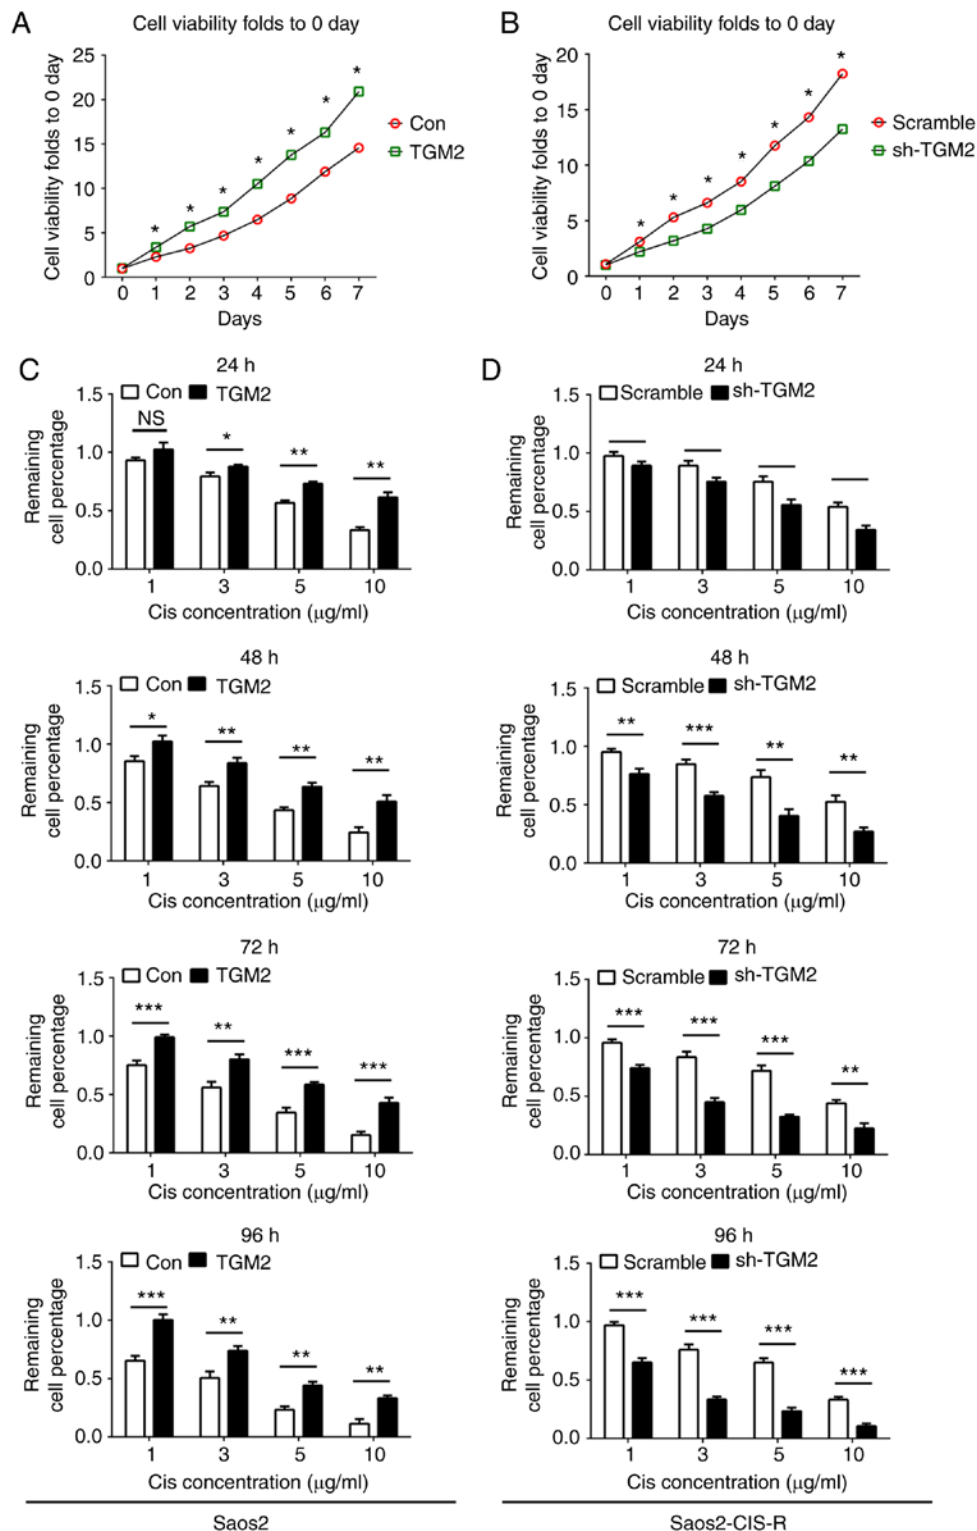 A
Cell viability folds to 0 day
Cell viability folds to 0 day
25
20
15
10
5
0
0 1 2 3 4 5 6 7
Days
* * * * * * *
Con
TGM2
B
Cell viability folds to 0 day
Cell viability folds to 0 day
20
15
10
5
0
0 1 2 3 4 5 6 7
Days
* * * * * * *
Scramble
sh-TGM2
C
24 h
Con TGM2
Remaining
cell percentage
1.5
1.0
0.5
0.0
NS * ** **
1 3 5 10
Cis concentration (μg/ml)
48 h
Con TGM2
Remaining
cell percentage
1.5
1.0
0.5
0.0
* ** ** **
1 3 5 10
Cis concentration (μg/ml)
72 h
Con TGM2
Remaining
cell percentage
1.5
1.0
0.5
0.0
*** ** *** ***
1 3 5 10
Cis concentration (μg/ml)
96 h
Con TGM2
Remaining
cell percentage
1.5
1.0
0.5
0.0
*** ** ** **
1 3 5 10
Cis concentration (μg/ml)
Saos2
D
24 h
Scramble sh-TGM2
Remaining
cell percentage
1.5
1.0
0.5
0.0
1 3 5 10
Cis concentration (μg/ml)
48 h
Scramble sh-TGM2
Remaining
cell percentage
1.5
1.0
0.5
0.0
** *** ** **
1 3 5 10
Cis concentration (μg/ml)
72 h
Scramble sh-TGM2
Remaining
cell percentage
1.5
1.0
0.5
0.0
*** *** *** **
1 3 5 10
Cis concentration (μg/ml)
96 h
Scramble sh-TGM2
Remaining
cell percentage
1.5
1.0
0.5
0.0
*** *** *** ***
1 3 5 10
Cis concentration (μg/ml)
Saos2-CIS-R